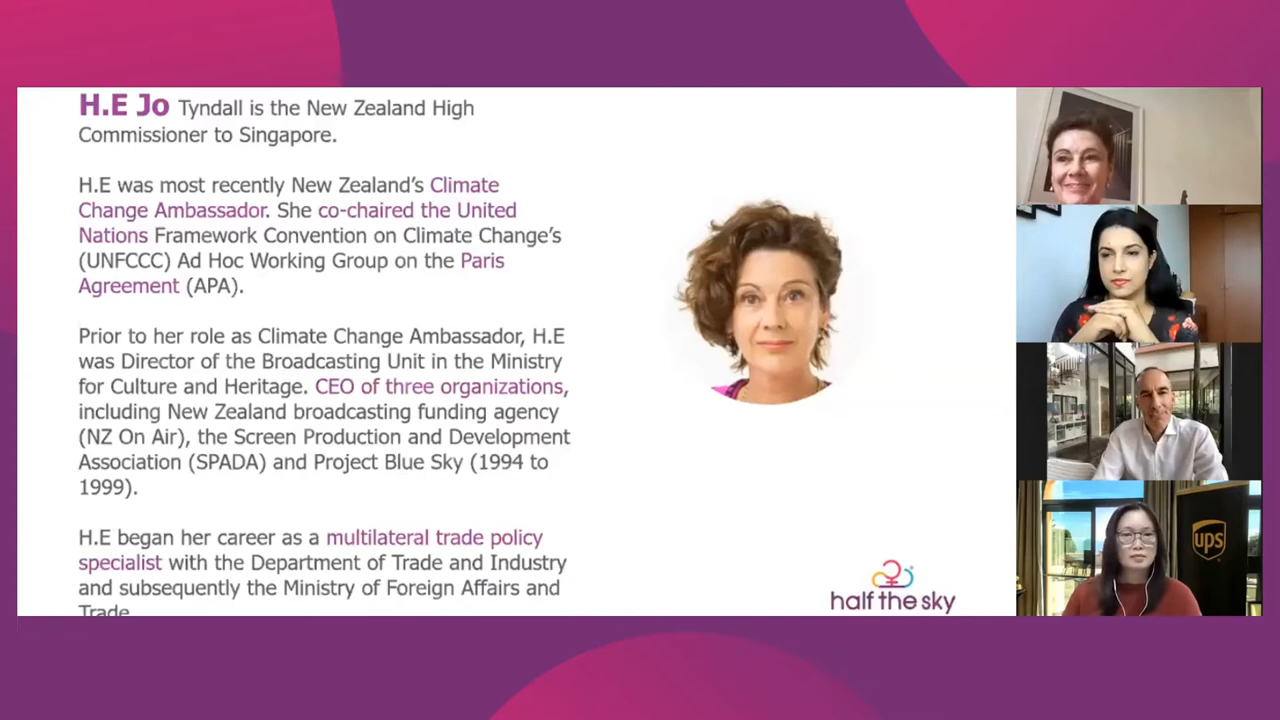 H.E Jo Tyndall is the New Zealand High
Commissioner to Singapore.
H.E was most recently New Zealand’s Climate
Change Ambassador. She co-chaired the United
Nations Framework Convention on Climate Change’s
(UNFCCC) Ad Hoc Working Group on the Paris
Agreement (APA).
Prior to her role as Climate Change Ambassador, H.E
was Director of the Broadcasting Unit in the Ministry
for Culture and Heritage. CEO of three organizations,
including New Zealand broadcasting funding agency
(NZ On Air), the Screen Production and Development
Association (SPADA) and Project Blue Sky (1994 to
1999).
H.E began her career as a multilateral trade policy
specialist with the Department of Trade and Industry
and subsequently the Ministry of Foreign Affairs and
Trade
half the sky
ups